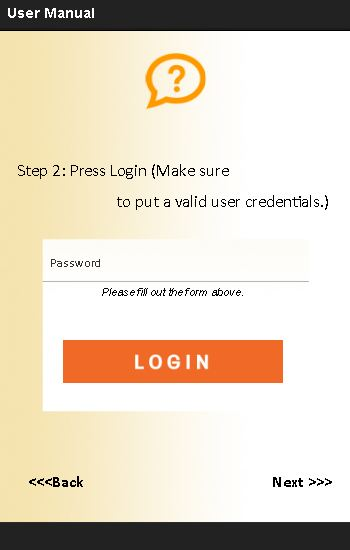 User Manual
?
Step 2: Press Login (Make sure
to put a valid user credentials.)
Password
Please fill out the form above.
LOGIN
<<<Back
Next >>>